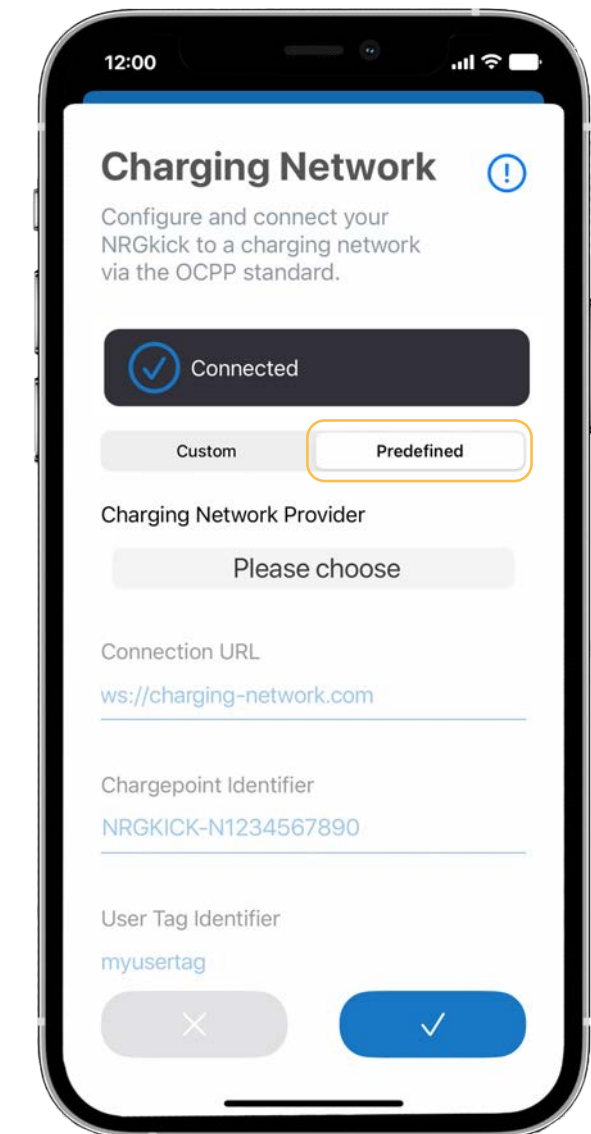 12:00
Charging Network
Configure and connect your
NRGkick to a charging network
via the OCPP standard.
Connected
Custom
Predefined
Charging Network Provider
Please choose
Connection URL
ws://charging-network.com
Chargepoint Identifier
NRGKICK-N1234567890
User Tag Identifier
myusertag